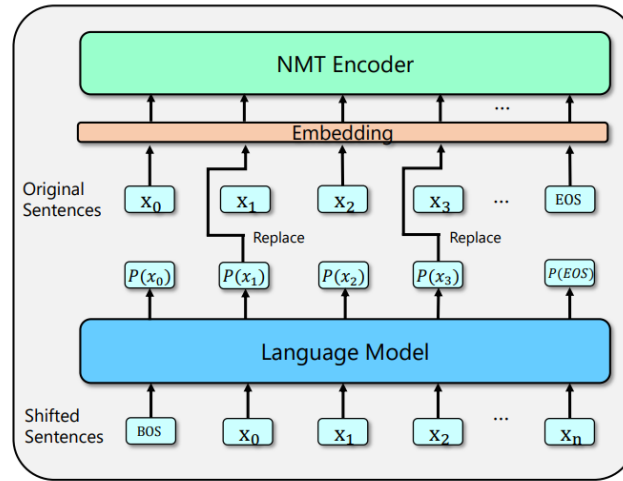 NMT Encoder
...
Embedding
Original
Sentences
x₀ x₁ x₂ x₃ ... EOS
Replace Replace
P(x₀) P(x₁) P(x₂) P(x₃) P(EOS)
Language Model
Shifted
Sentences
BOS x₀ x₁ x₂ ... xₙ